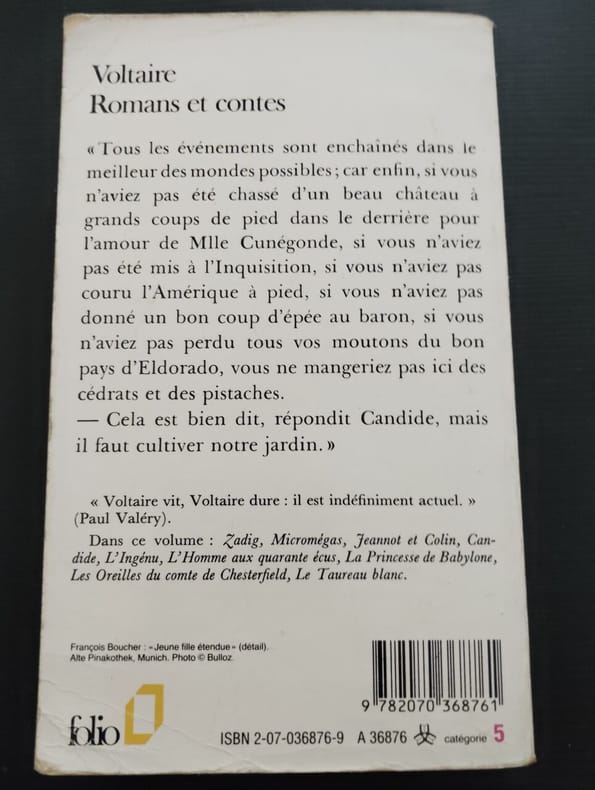 Voltaire
Romans et contes
« Tous les événements sont enchaînés dans le
meilleur des mondes possibles ; car enfin, si vous
n'aviez pas été chassé d'un beau château à
grands coups de pied dans le derrière pour
l'amour de Mlle Cunégonde, si vous n'aviez
pas été mis à l'Inquisition, si vous n'aviez pas
couru l'Amérique à pied, si vous n'aviez pas
donné un bon coup d'épée au baron, si vous
n'aviez pas perdu tous vos moutons du bon
pays d'Eldorado, vous ne mangeriez pas ici des
cédrats et des pistaches.
— Cela est bien dit, répondit Candide, mais
il faut cultiver notre jardin. »
« Voltaire vit, Voltaire dure : il est indéfiniment actuel. »
(Paul Valéry).
Dans ce volume : Zadig, Micromégas, Jeannot et Colin, Can-
dide, L'Ingénu, L'Homme aux quarante écus, La Princesse de Babylone,
Les Oreilles du comte de Chesterfield, Le Taureau blanc.
François Boucher : « Jeune fille étendue » (détail).
Alte Pinakothek, Munich. Photo © Bulloz.
9 782070 368761
folio
ISBN 2-07-036876-9 A 36876 catégorie 5